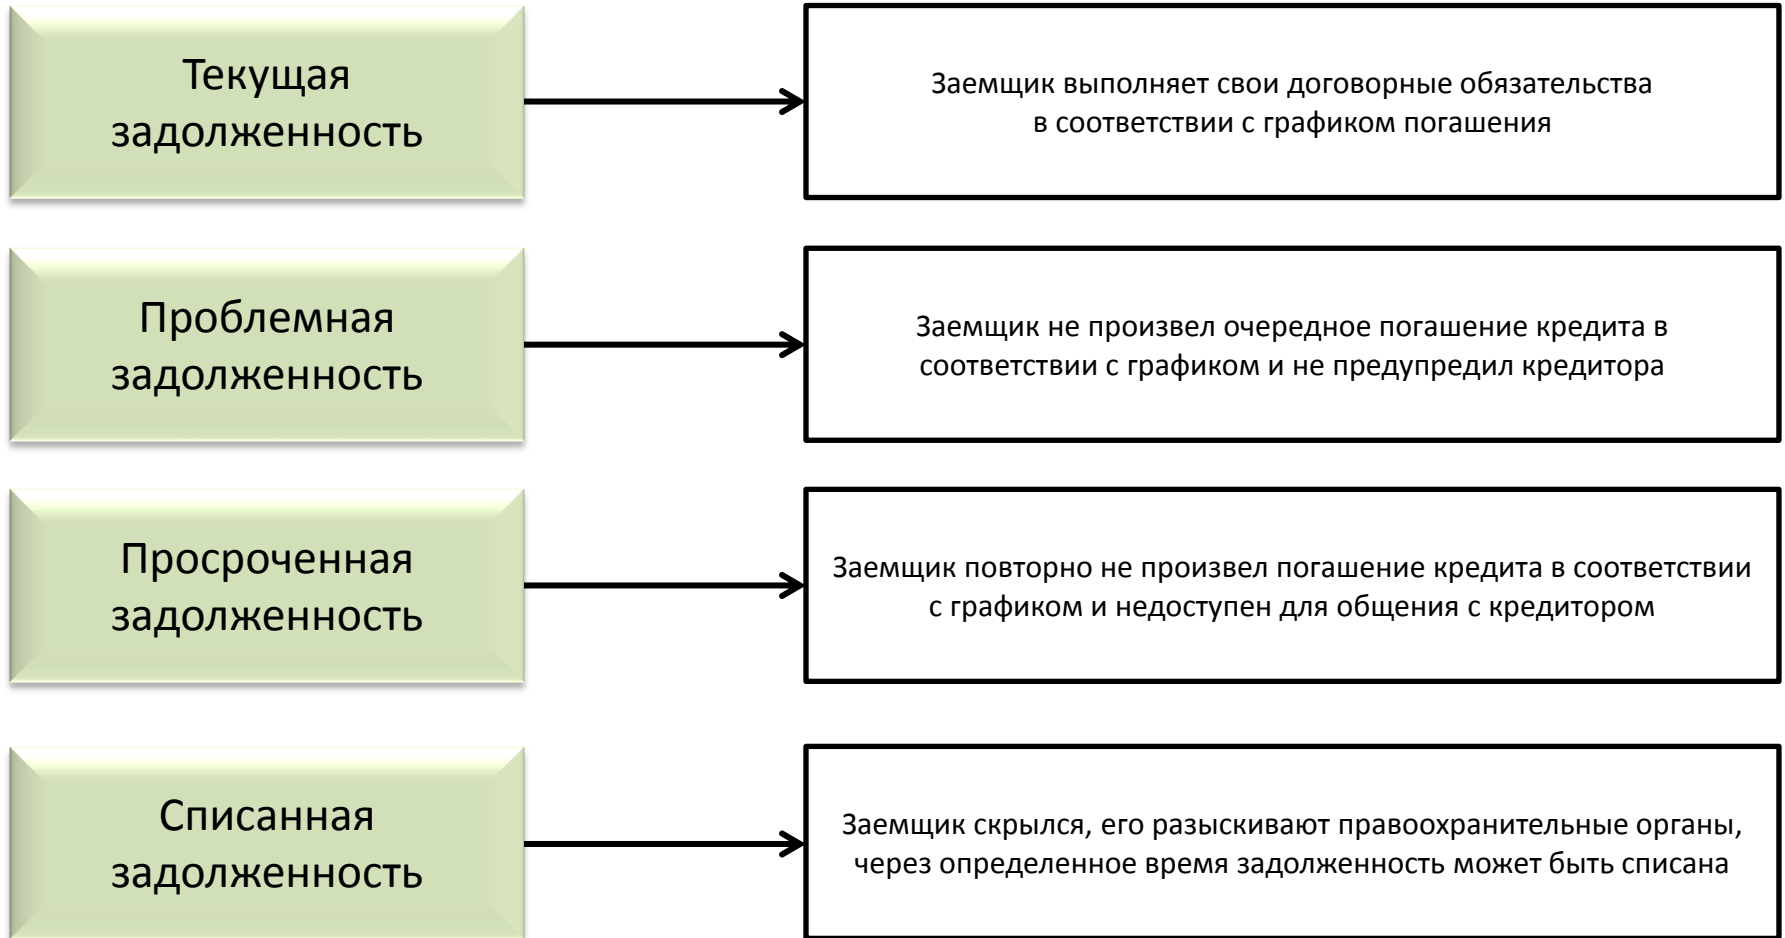 Текущая
задолженность
Заемщик выполняет свои договорные обязательства
в соответствии с графиком погашения
Проблемная
задолженность
Заемщик не произвел очередное погашение кредита в
соответствии с графиком и не предупредил кредитора
Просроченная
задолженность
Заемщик повторно не произвел погашение кредита в соответствии
с графиком и недоступен для общения с кредитором
Списанная
задолженность
Заемщик скрылся, его разыскивают правоохранительные органы,
через определенное время задолженность может быть списана